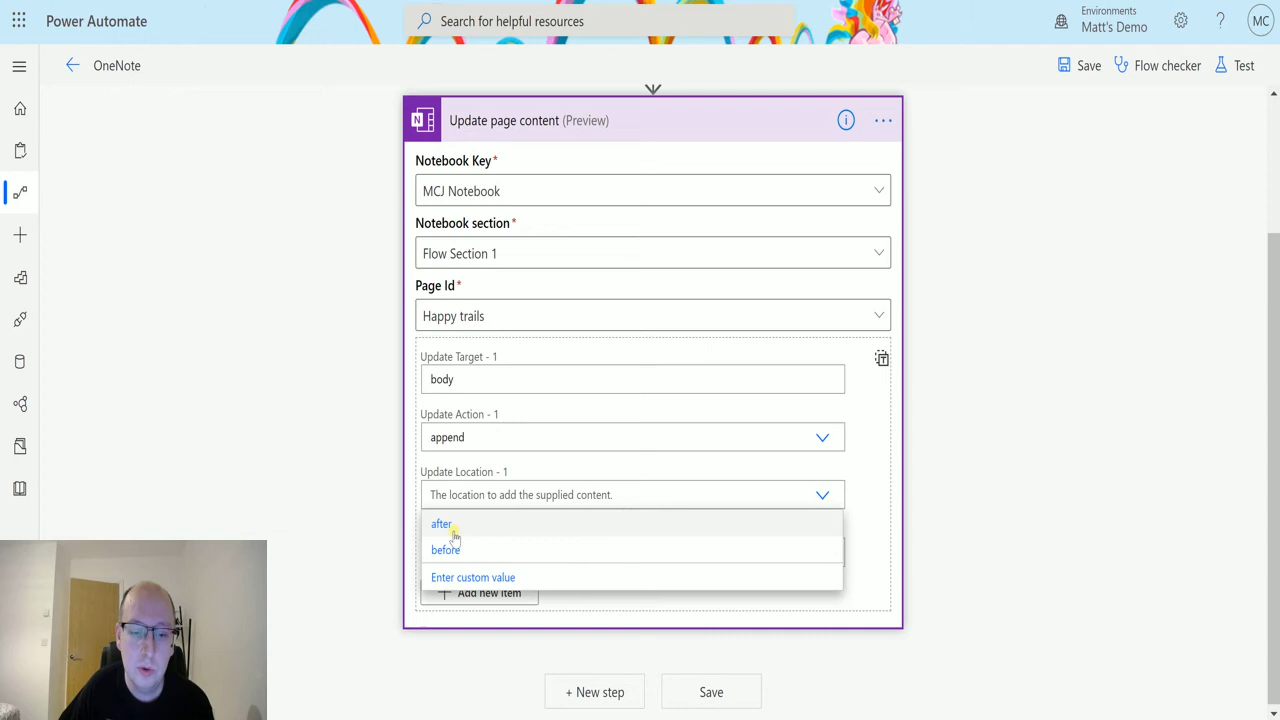 Power Automate
Search for helpful resources
Environments
Matt's Demo
MC
OneNote
Save
Flow checker
Test
N
Update page content (Preview)
Notebook Key*
MCJ Notebook
Notebook section*
Flow Section 1
Page Id*
Happy trails
Update Target - 1
body
Update Action - 1
append
Update Location - 1
The location to add the supplied content.
after
before
Enter custom value
Add new item
+ New step
Save